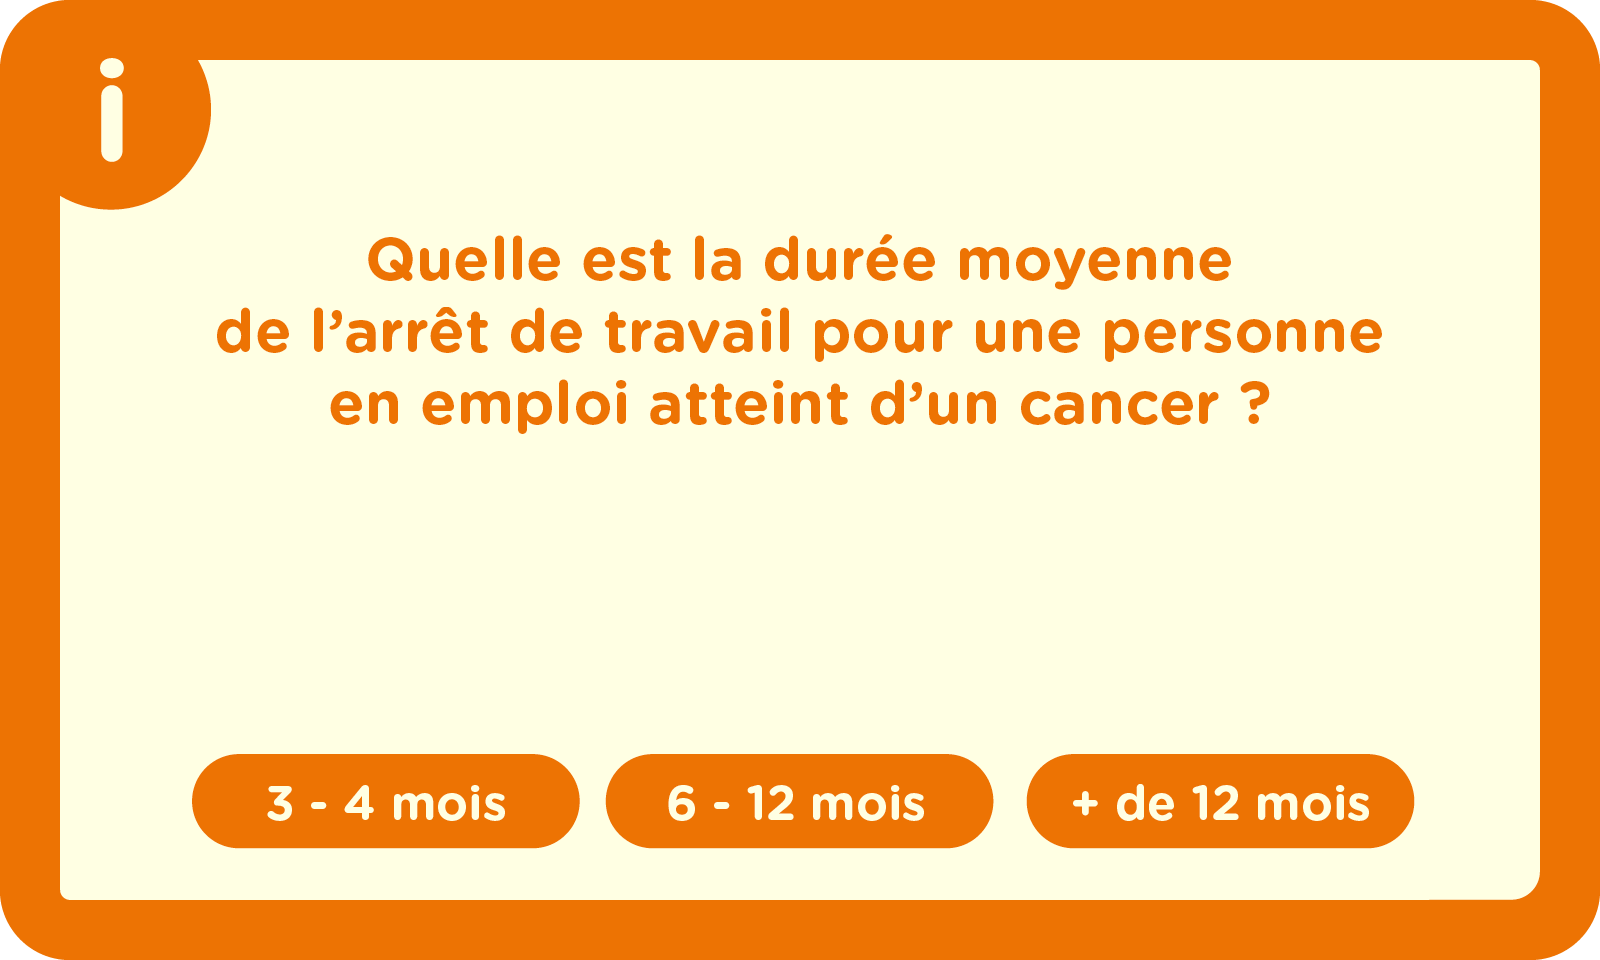 i
Quelle est la durée moyenne
de l’arrêt de travail pour une personne
en emploi atteint d’un cancer ?
3 - 4 mois
6 - 12 mois
+ de 12 mois